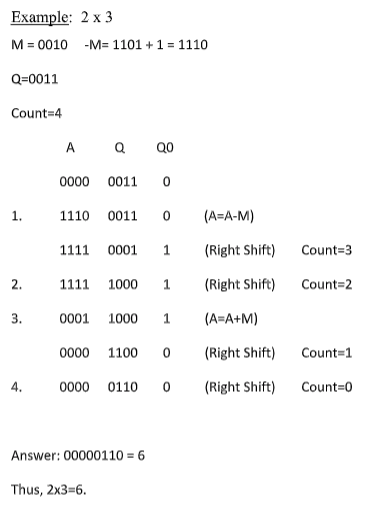 Example: 2 x 3
M = 0010 -M= 1101 + 1 = 1110
Q=0011
Count=4
A Q Q0
0000 0011 0
1. 1110 0011 0 (A=A-M)
1111 0001 1 (Right Shift) Count=3
2. 1111 1000 1 (Right Shift) Count=2
3. 0001 1000 1 (A=A+M)
0000 1100 0 (Right Shift) Count=1
4. 0000 0110 0 (Right Shift) Count=0
Answer: 00000110 = 6
Thus, 2x3=6.